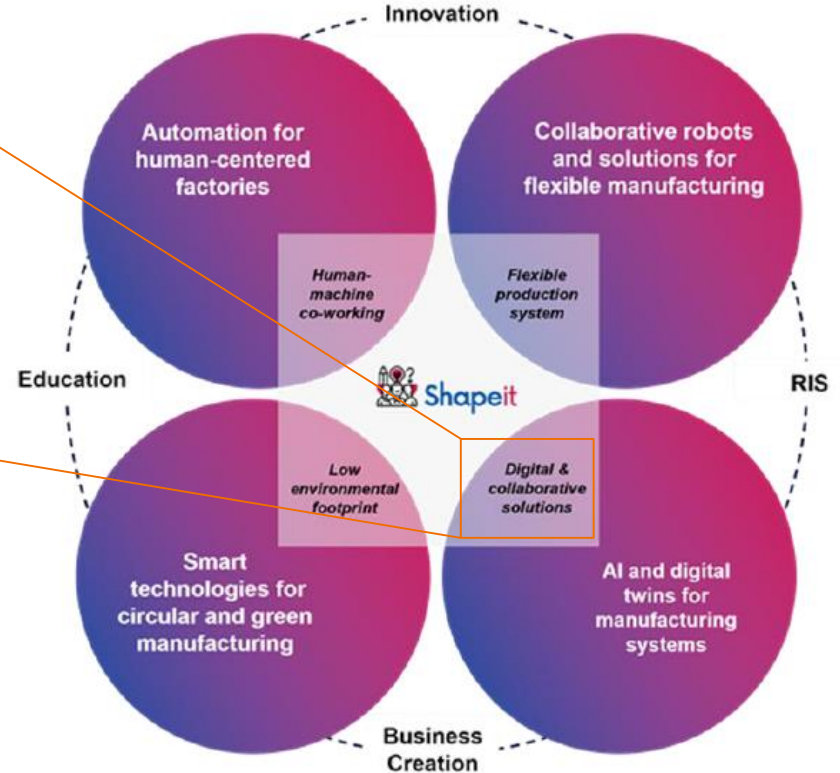 Innovation
Automation for
human-centered
factories
Collaborative robots
and solutions for
flexible manufacturing
Human-
machine
co-working
Flexible
production
system
Education
Shapeit
RIS
Low
environmental
footprint
Digital &
collaborative
solutions
Smart
technologies for
circular and green
manufacturing
AI and digital
twins for
manufacturing
systems
Business
Creation